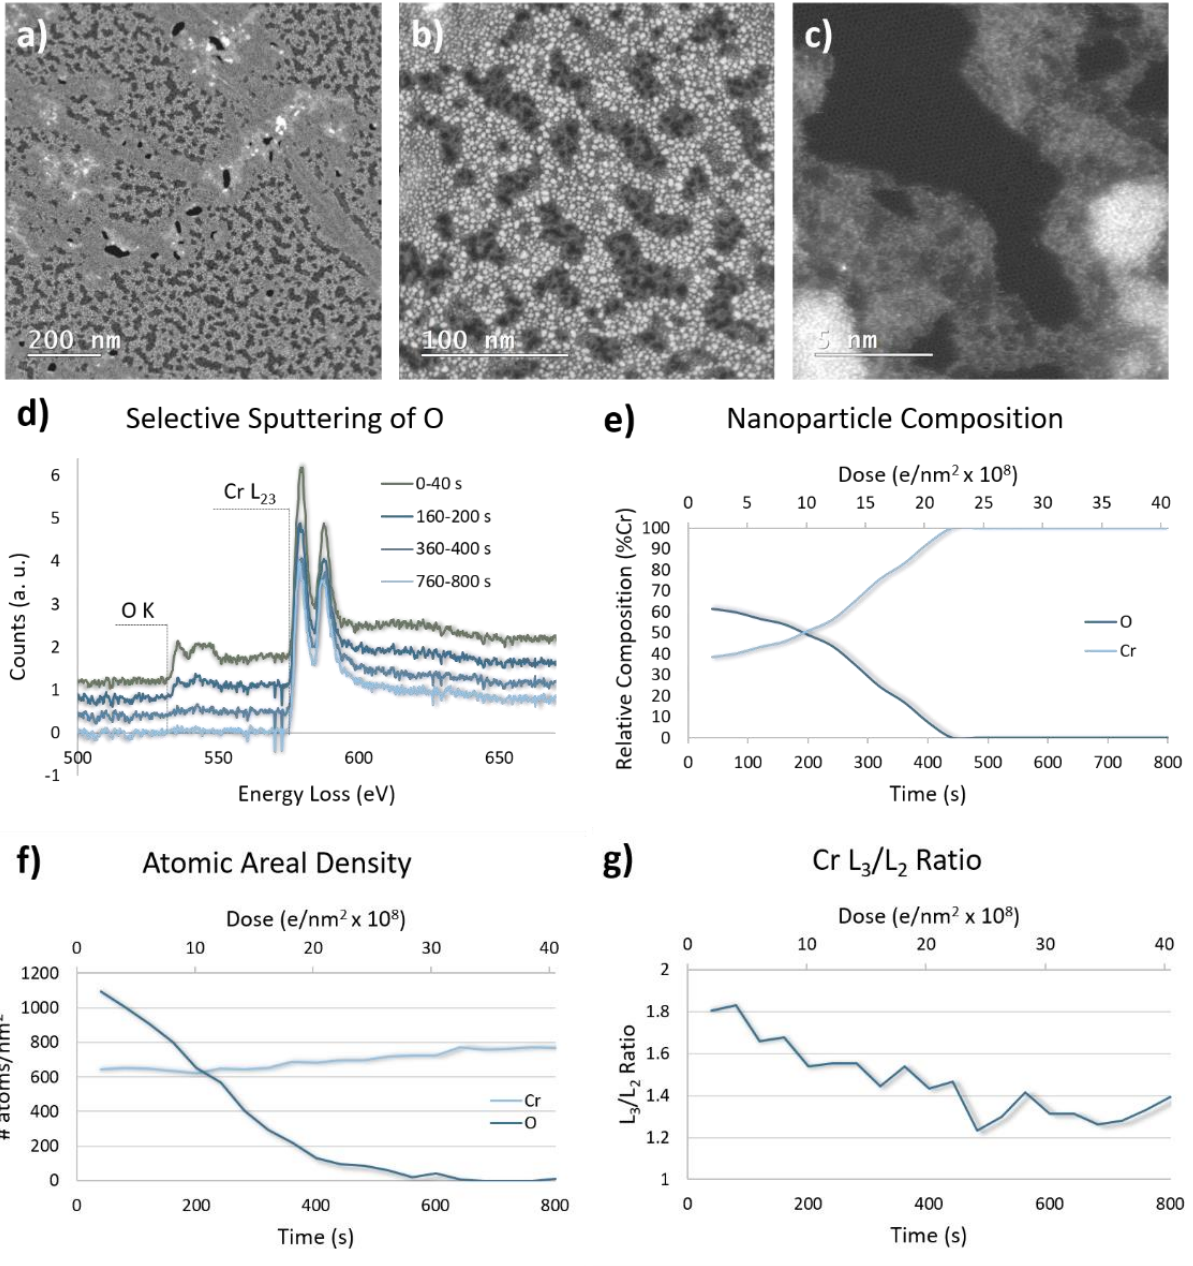 a)
b)
c)
200 nm
100 nm
5 nm
d)
Selective Sputtering of O
Counts (a. u.)
6
5
4
3
2
1
0
-1
O K
Cr L₂₃
0-40 s
160-200 s
360-400 s
760-800 s
500 550 600 650
Energy Loss (eV)
e)
Nanoparticle Composition
Dose (e/nm² x 10⁸)
0 5 10 15 20 25 30 35 40
Relative Composition (%Cr)
100
90
80
70
60
50
40
30
20
10
0
O
Cr
0 100 200 300 400 500 600 700 800
Time (s)
f)
Atomic Areal Density
Dose (e/nm² x 10⁸)
0 10 20 30 40
# atoms/nm²
1200
1000
800
600
400
200
0
Cr
O
0 200 400 600 800
Time (s)
g)
Cr L₃/L₂ Ratio
Dose (e/nm² x 10⁸)
0 10 20 30 40
L₃/L₂ Ratio
2
1.8
1.6
1.4
1.2
1
0 200 400 600 800
Time (s)